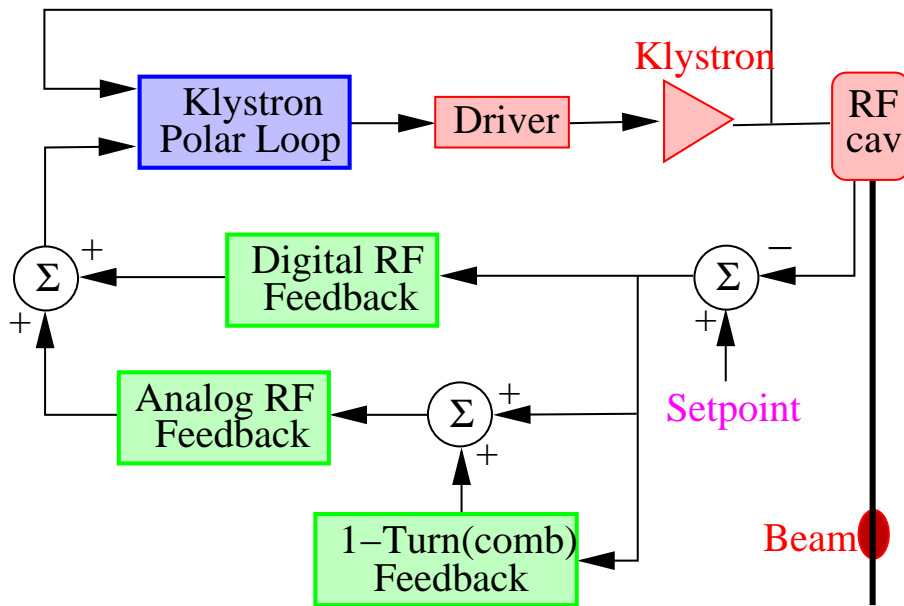 Klystron
Klystron
Polar Loop
Driver
RF
cav
+
Σ
+
Digital RF
Feedback
−
Σ
+
Setpoint
Analog RF
Feedback
+
Σ
+
1−Turn(comb)
Feedback
Beam